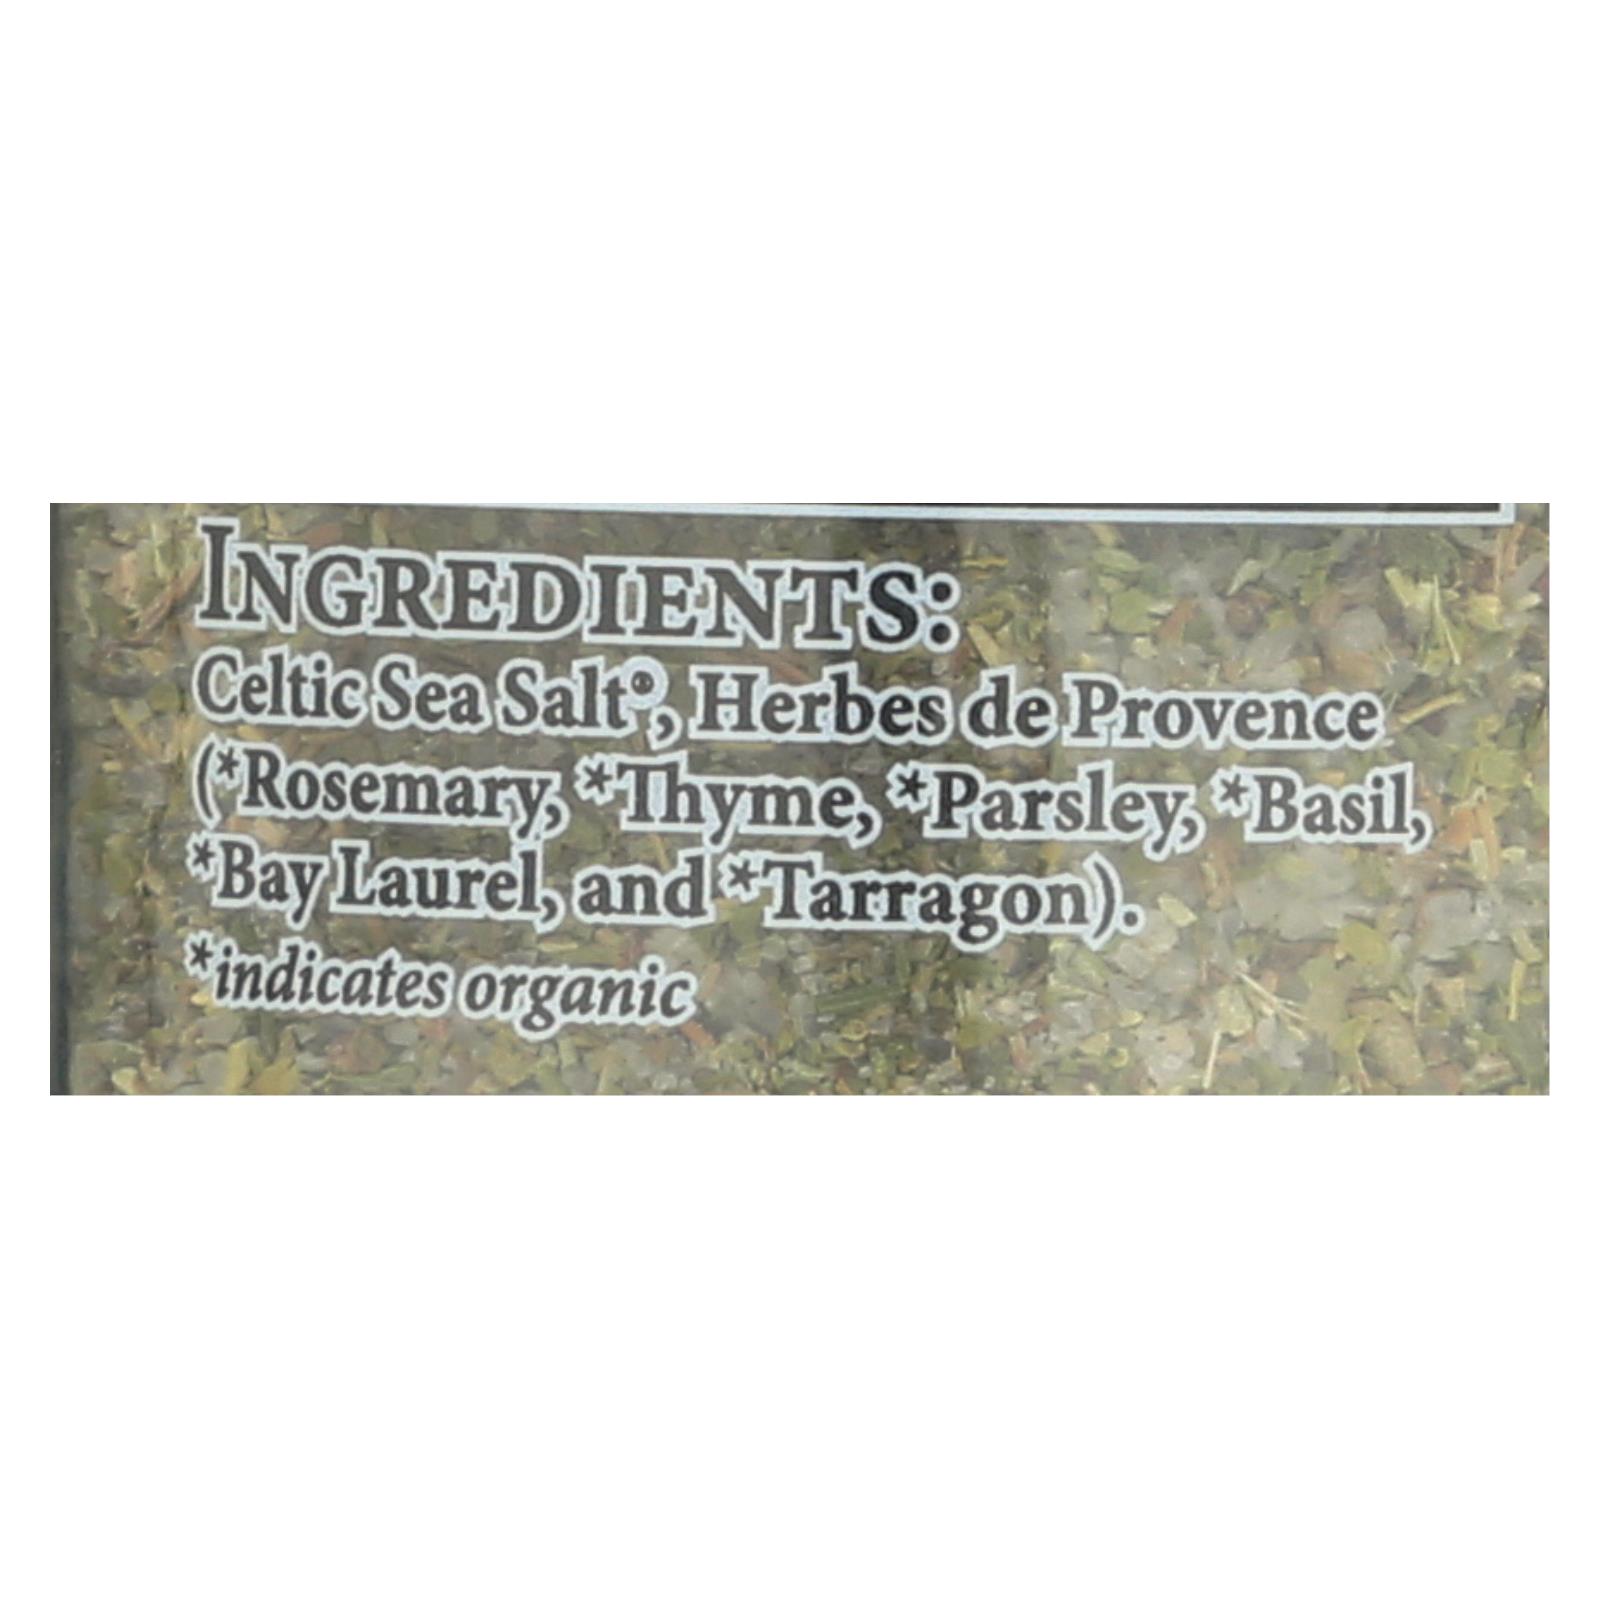 INGREDIENTS:
Celtic Sea Salt®, Herbes de Provence
(*Rosemary, *Thyme, *Parsley, *Basil,
*Bay Laurel, and *Tarragon).
*indicates organic